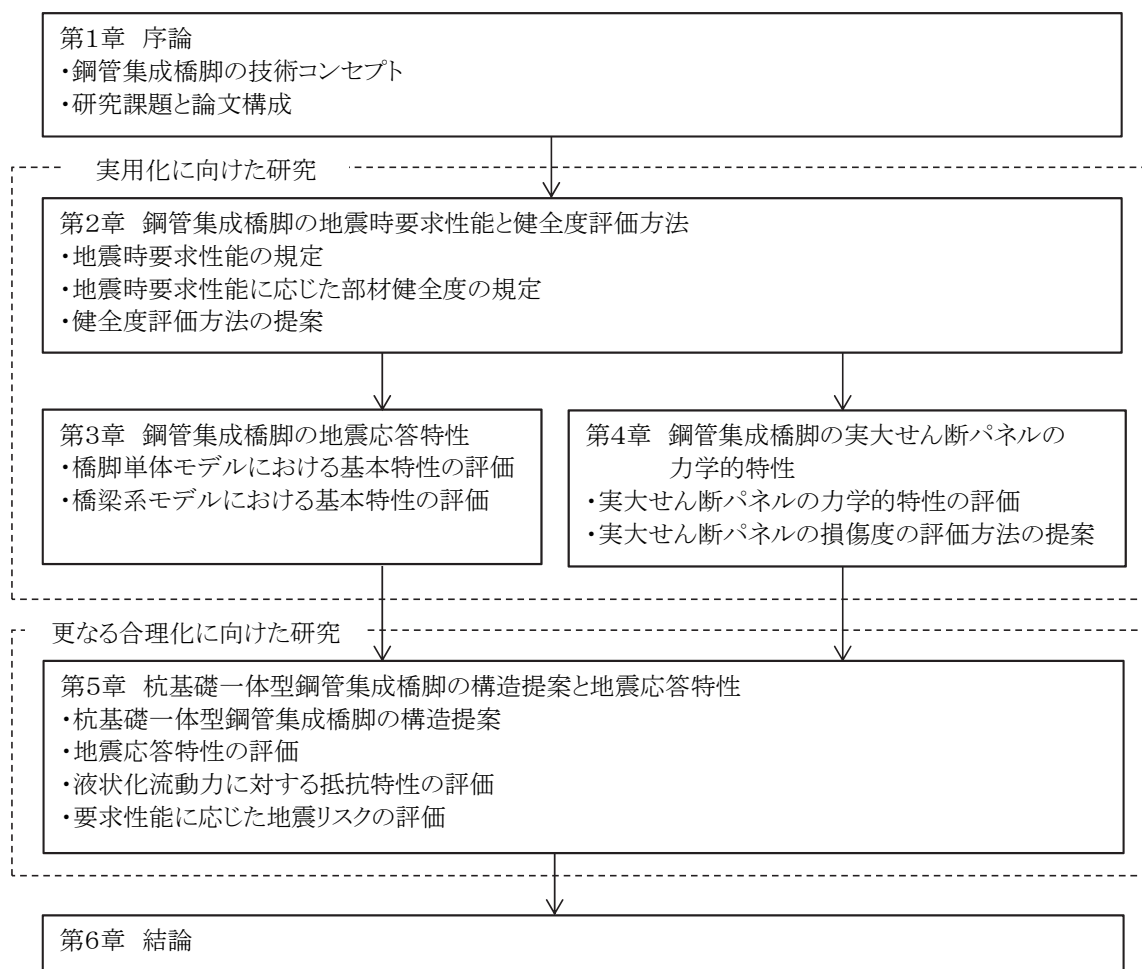 第1章 序論
・鋼管集成橋脚の技術コンセプト
・研究課題と論文構成
実用化に向けた研究
第2章 鋼管集成橋脚の地震時要求性能と健全度評価方法
・地震時要求性能の規定
・地震時要求性能に応じた部材健全度の規定
・健全度評価方法の提案
第3章 鋼管集成橋脚の地震応答特性
・橋脚単体モデルにおける基本特性の評価
・橋梁系モデルにおける基本特性の評価
第4章 鋼管集成橋脚の実大せん断パネルの
力学的特性
・実大せん断パネルの力学的特性の評価
・実大せん断パネルの損傷度の評価方法の提案
更なる合理化に向けた研究
第5章 杭基礎一体型鋼管集成橋脚の構造提案と地震応答特性
・杭基礎一体型鋼管集成橋脚の構造提案
・地震応答特性の評価
・液状化流動力に対する抵抗特性の評価
・要求性能に応じた地震リスクの評価
第6章 結論